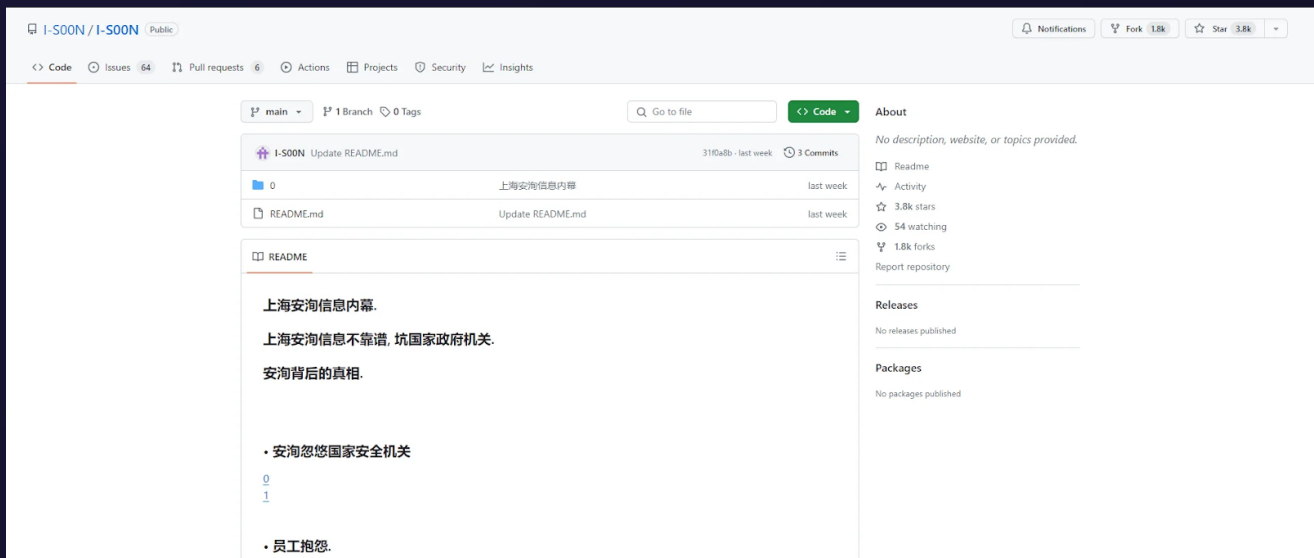 I-S00N / I-S00N Public
Notifications Fork 1.8k Star 3.8k
Code Issues 64 Pull requests 6 Actions Projects Security Insights
main 1 Branch 0 Tags Go to file Code
I-S00N Update README.md 31f0a8b · last week 3 Commits
0 上海安洵信息内幕 last week
README.md Update README.md last week
README
上海安洵信息内幕.
上海安洵信息不靠谱, 坑国家政府机关.
安洵背后的真相.
• 安洵忽悠国家安全机关
0
1
• 员工抱怨.
About
No description, website, or topics provided.
Readme
Activity
3.8k stars
54 watching
1.8k forks
Report repository
Releases
No releases published
Packages
No packages published